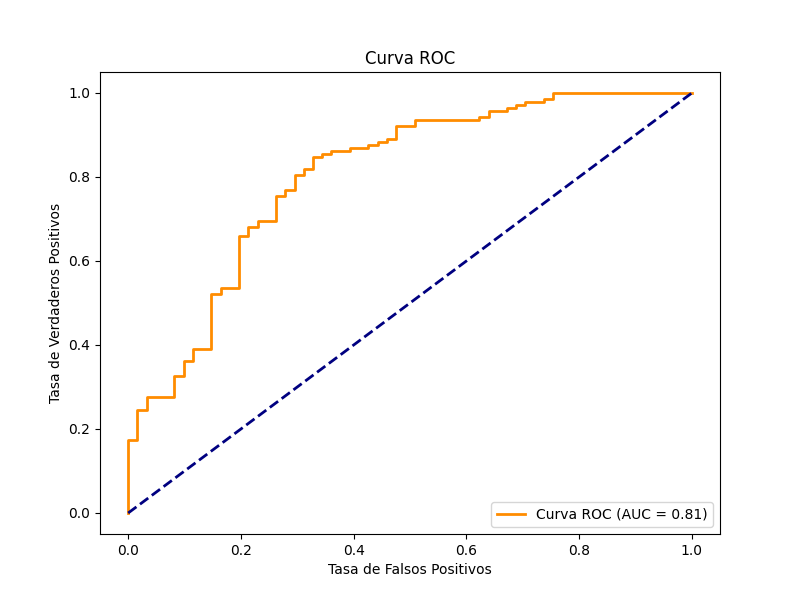 Curva ROC
Tasa de Verdaderos Positivos
1.0
0.8
0.6
0.4
0.2
0.0
0.0 0.2 0.4 0.6 0.8 1.0
Tasa de Falsos Positivos
Curva ROC (AUC = 0.81)